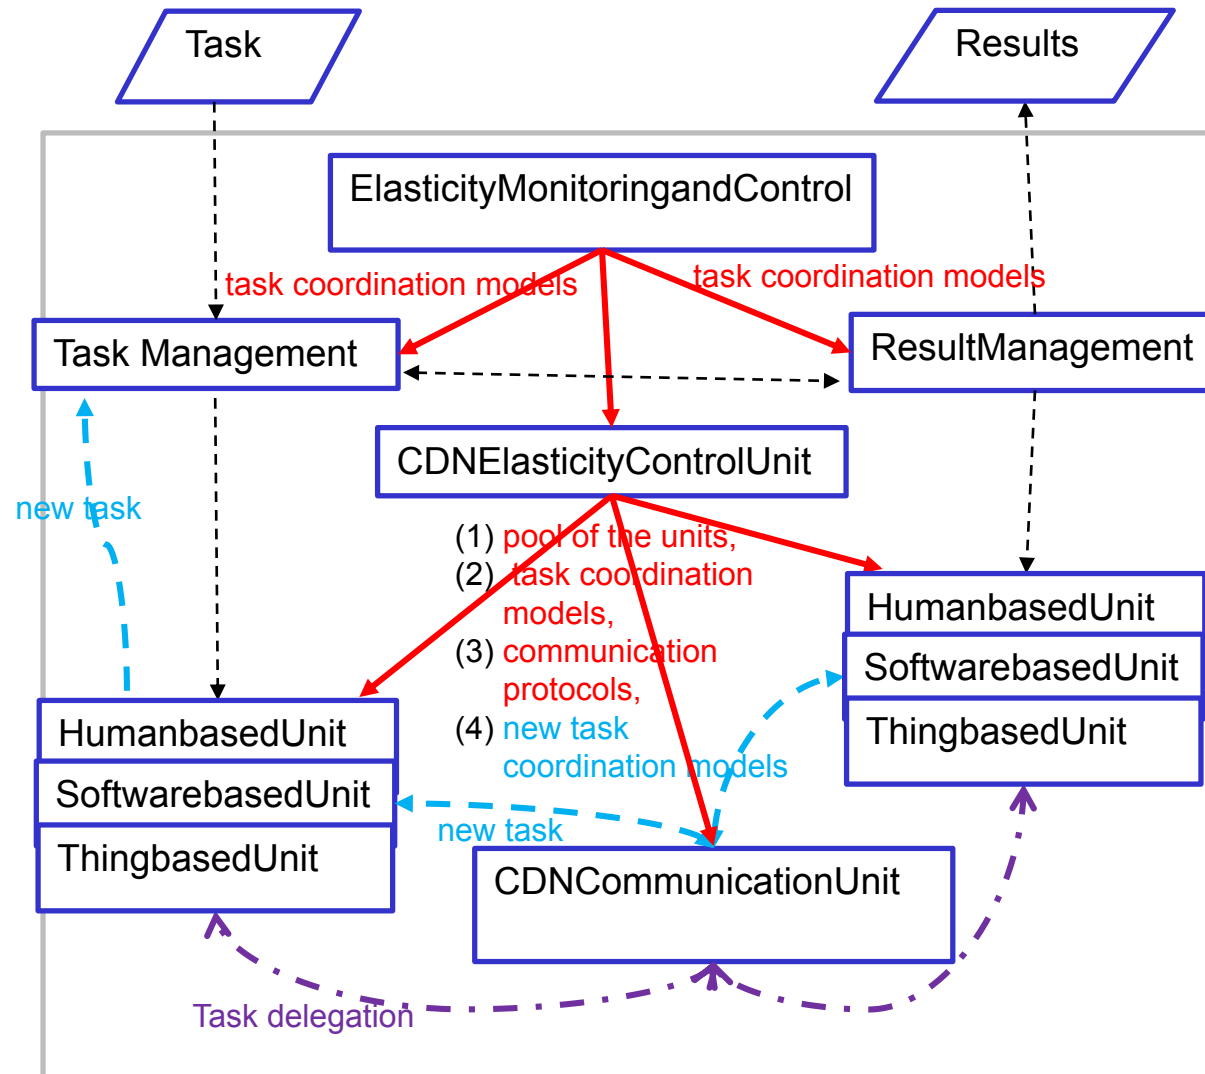 Task
Results
ElasticityMonitoringandControl
task coordination models
task coordination models
Task Management
ResultManagement
CDNElasticityControlUnit
new task
(1) pool of the units,
(2) task coordination
models,
(3) communication
protocols,
(4) new task
coordination models
HumanbasedUnit
SoftwarebasedUnit
ThingbasedUnit
HumanbasedUnit
SoftwarebasedUnit
ThingbasedUnit
new task
CDNCommunicationUnit
Task delegation